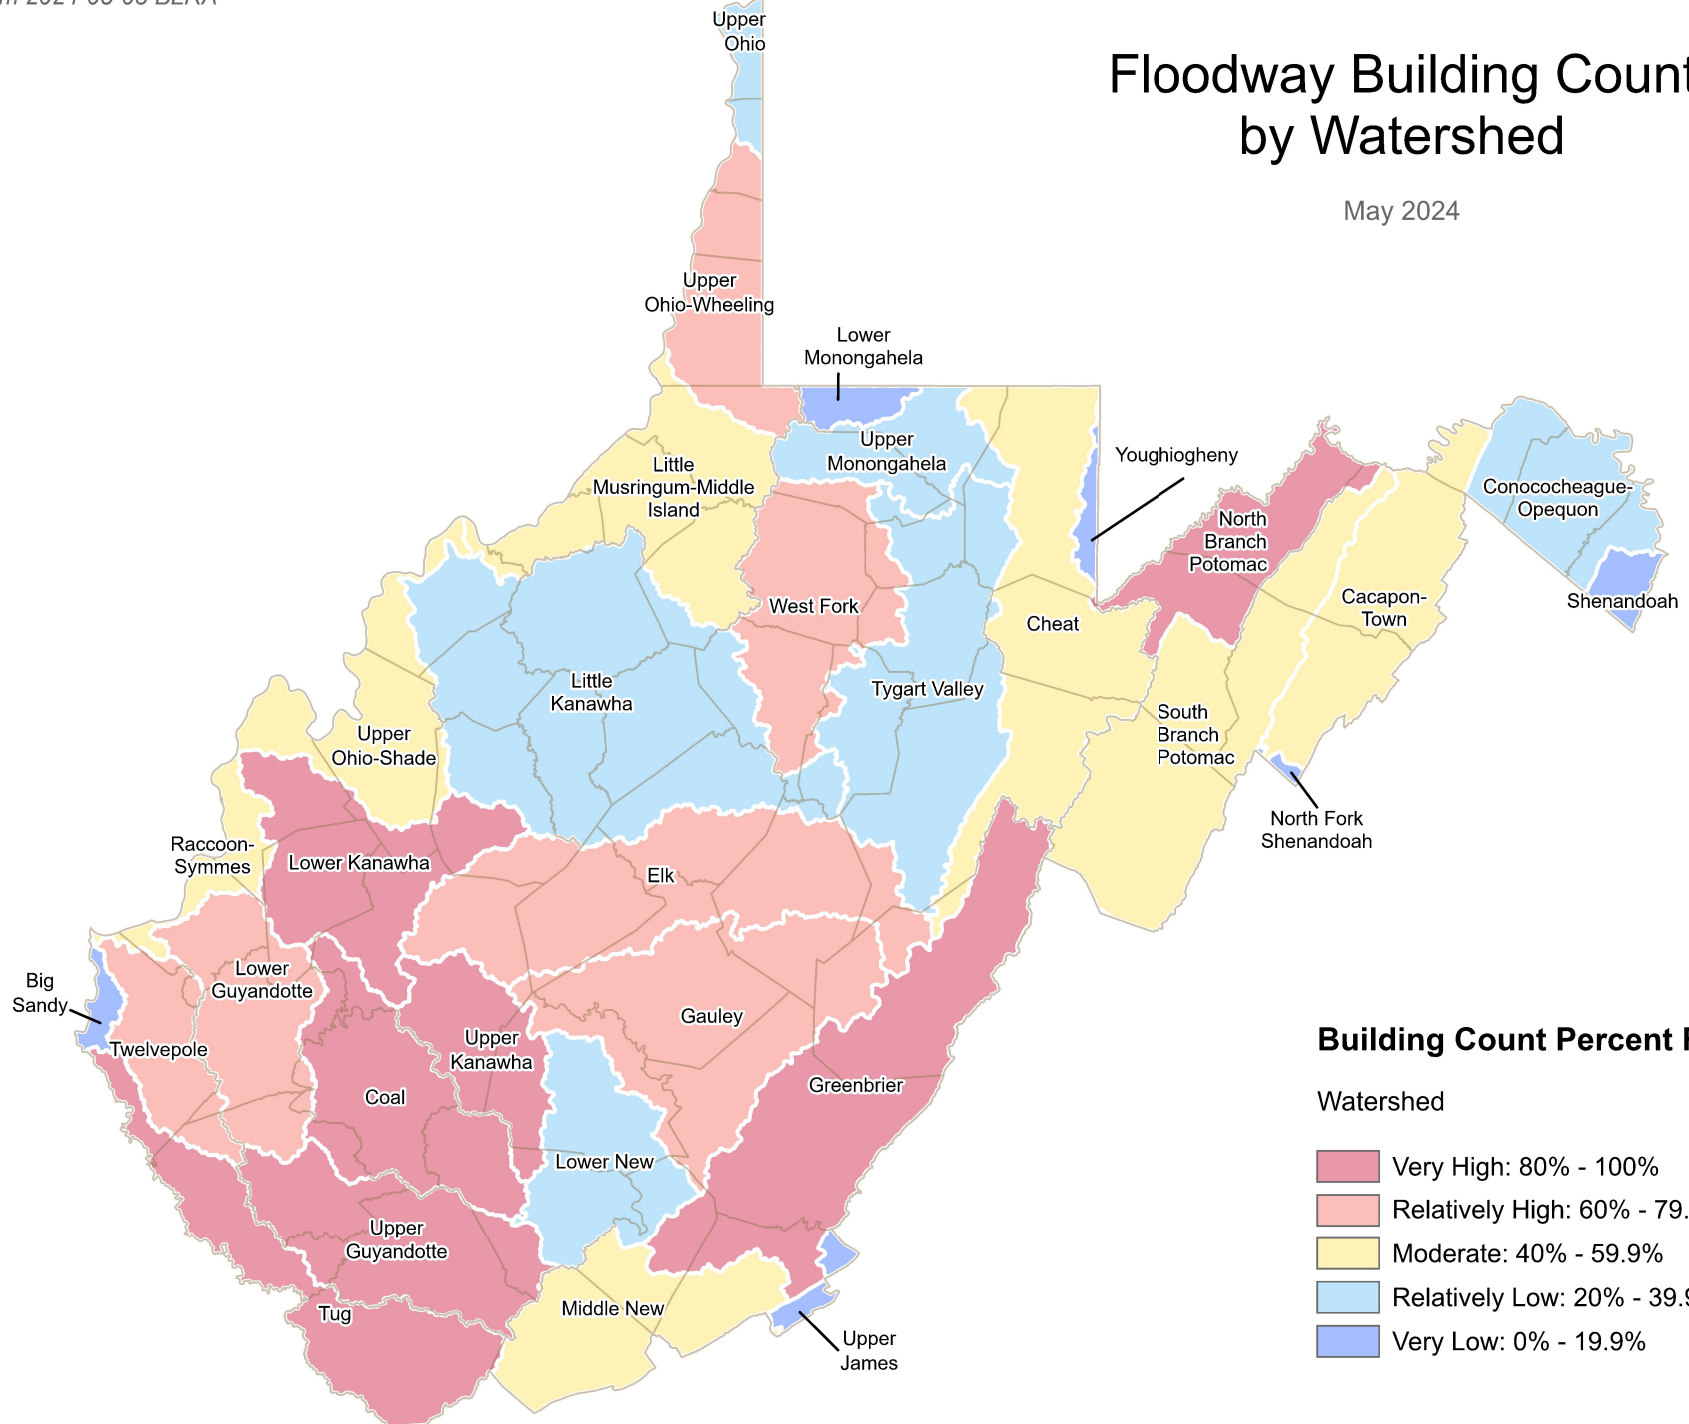 Upper
Ohio
Floodway Building Count
by Watershed
May 2024
Upper
Ohio-Wheeling
Lower
Monongahela
Upper
Monongahela
Youghiogheny
Little
Musringum-Middle
Island
North
Branch
Potomac
Conococheague-
Opequon
Shenandoah
Cacapon-
Town
West Fork
Cheat
Little
Kanawha
Tygart Valley
South
Branch
Potomac
Upper
Ohio-Shade
North Fork
Shenandoah
Raccoon-
Symmes
Lower Kanawha
Elk
Big
Sandy
Lower
Guyandotte
Gauley
Twelvepole
Upper
Kanawha
Coal
Greenbrier
Lower New
Upper
Guyandotte
Tug
Middle New
Upper
James
Building Count Percent
Watershed
Very High: 80% - 100%
Relatively High: 60% - 79.
Moderate: 40% - 59.9%
Relatively Low: 20% - 39.9
Very Low: 0% - 19.9%